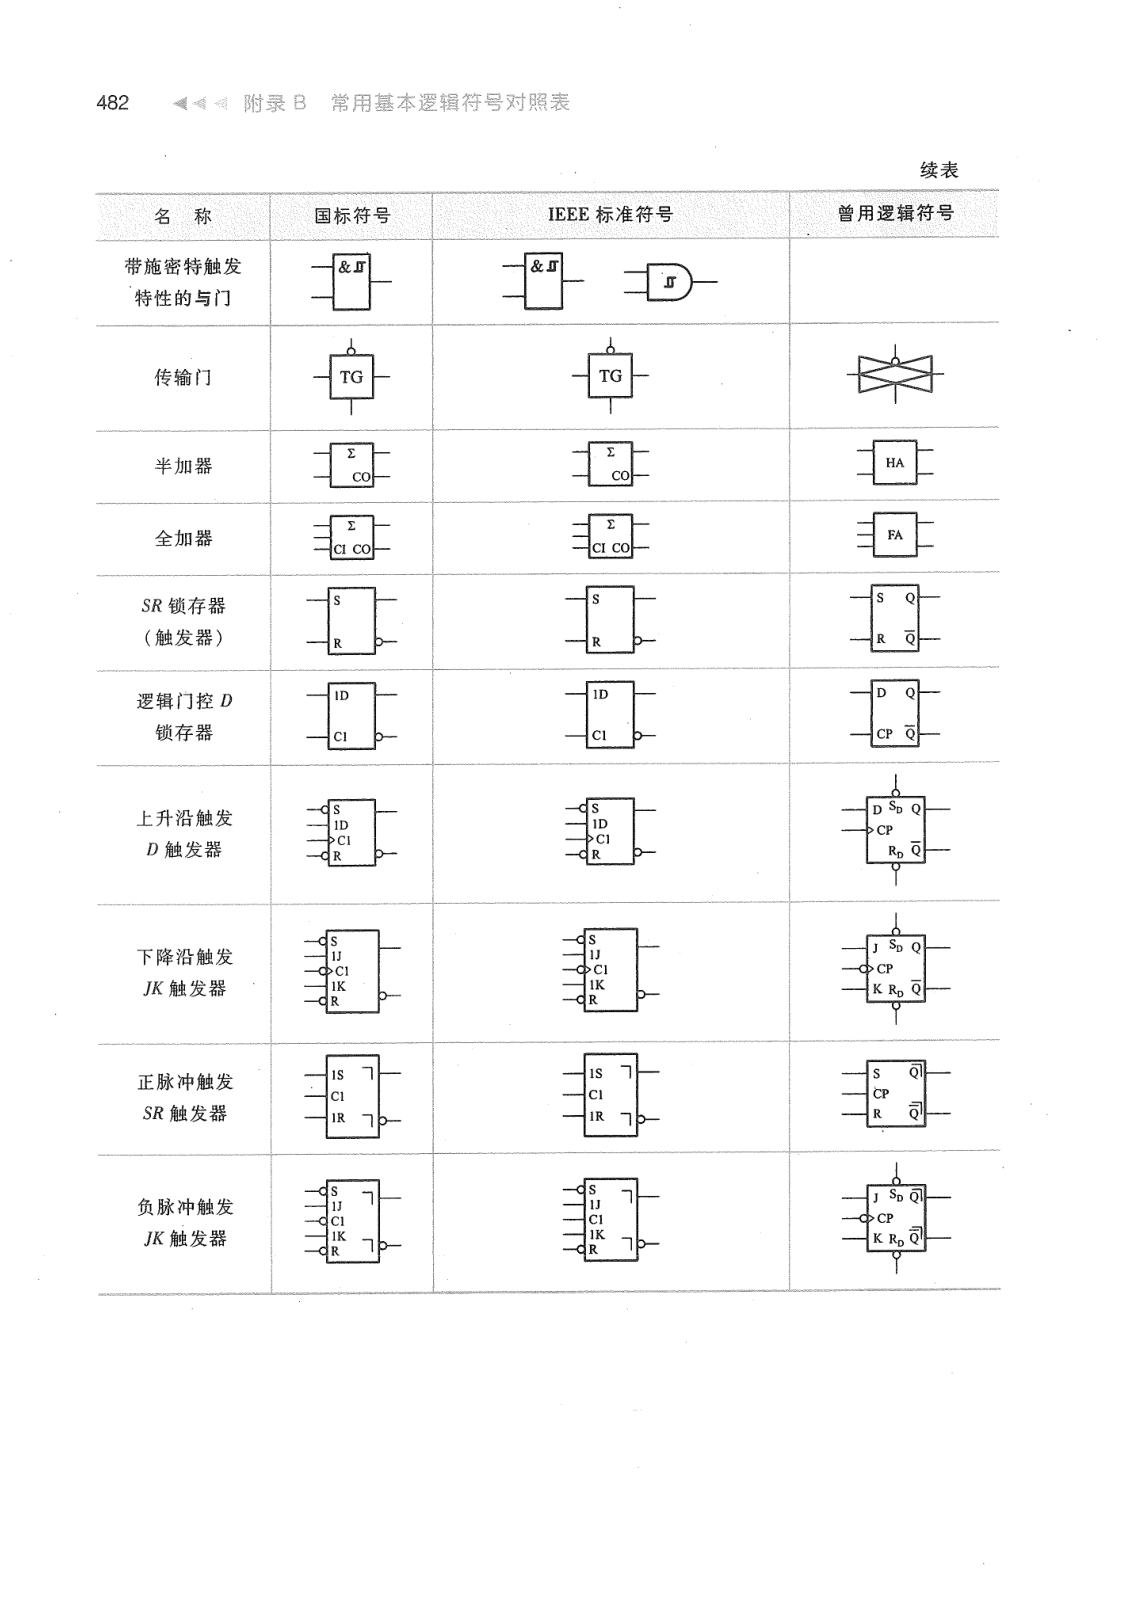 482 附录 B 常用基本逻辑符号对照表
续表
名 称 国标符号 IEEE 标准符号 曾用逻辑符号
带施密特触发
特性的与门
& & 
传输门
TG TG
半加器
Σ Σ
CO CO HA
全加器
Σ Σ
CI CO CI CO FA
SR 锁存器
(触发器)
S S S Q
R R R Q̅
逻辑门控 D
锁存器
1D 1D D Q
C1 C1 CP Q̅
上升沿触发
D 触发器
S S D S_D Q
1D 1D
C1 C1 CP
R R R_D Q̅
下降沿触发
JK 触发器
S S J S_D Q
1J 1J
C1 C1 CP
1K 1K K R_D Q̅
R R
正脉冲触发
SR 触发器
1S ┐ 1S ┐ S Q┐
C1 C1 CP
1R ┐ 1R ┐ R Q̅┐
负脉冲触发
JK 触发器
S ┐ S ┐ J S_D Q┐
1J 1J
C1 C1 CP
1K ┐ 1K ┐ K R_D Q̅┐
R R